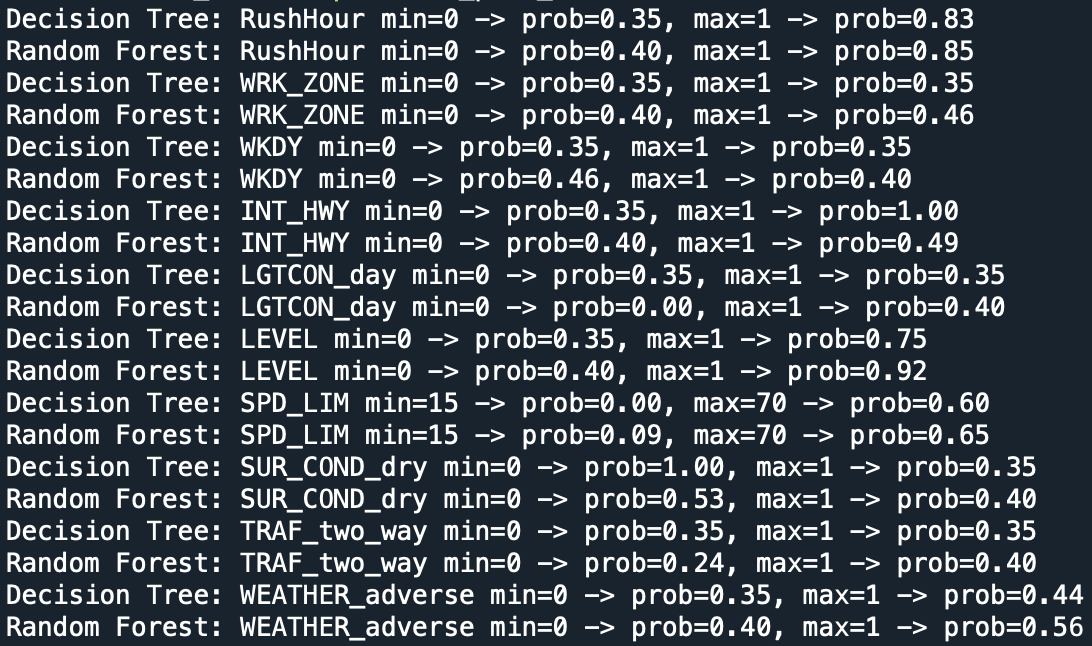 Decision Tree: RushHour min=0 -> prob=0.35, max=1 -> prob=0.83
Random Forest: RushHour min=0 -> prob=0.40, max=1 -> prob=0.85
Decision Tree: WRK_ZONE min=0 -> prob=0.35, max=1 -> prob=0.35
Random Forest: WRK_ZONE min=0 -> prob=0.40, max=1 -> prob=0.46
Decision Tree: WKDY min=0 -> prob=0.35, max=1 -> prob=0.35
Random Forest: WKDY min=0 -> prob=0.46, max=1 -> prob=0.40
Decision Tree: INT_HWY min=0 -> prob=0.35, max=1 -> prob=1.00
Random Forest: INT_HWY min=0 -> prob=0.40, max=1 -> prob=0.49
Decision Tree: LGTCON_day min=0 -> prob=0.35, max=1 -> prob=0.35
Random Forest: LGTCON_day min=0 -> prob=0.00, max=1 -> prob=0.40
Decision Tree: LEVEL min=0 -> prob=0.35, max=1 -> prob=0.75
Random Forest: LEVEL min=0 -> prob=0.40, max=1 -> prob=0.92
Decision Tree: SPD_LIM min=15 -> prob=0.00, max=70 -> prob=0.60
Random Forest: SPD_LIM min=15 -> prob=0.09, max=70 -> prob=0.65
Decision Tree: SUR_COND_dry min=0 -> prob=1.00, max=1 -> prob=0.35
Random Forest: SUR_COND_dry min=0 -> prob=0.53, max=1 -> prob=0.40
Decision Tree: TRAF_two_way min=0 -> prob=0.35, max=1 -> prob=0.35
Random Forest: TRAF_two_way min=0 -> prob=0.24, max=1 -> prob=0.40
Decision Tree: WEATHER_adverse min=0 -> prob=0.35, max=1 -> prob=0.44
Random Forest: WEATHER_adverse min=0 -> prob=0.40, max=1 -> prob=0.56